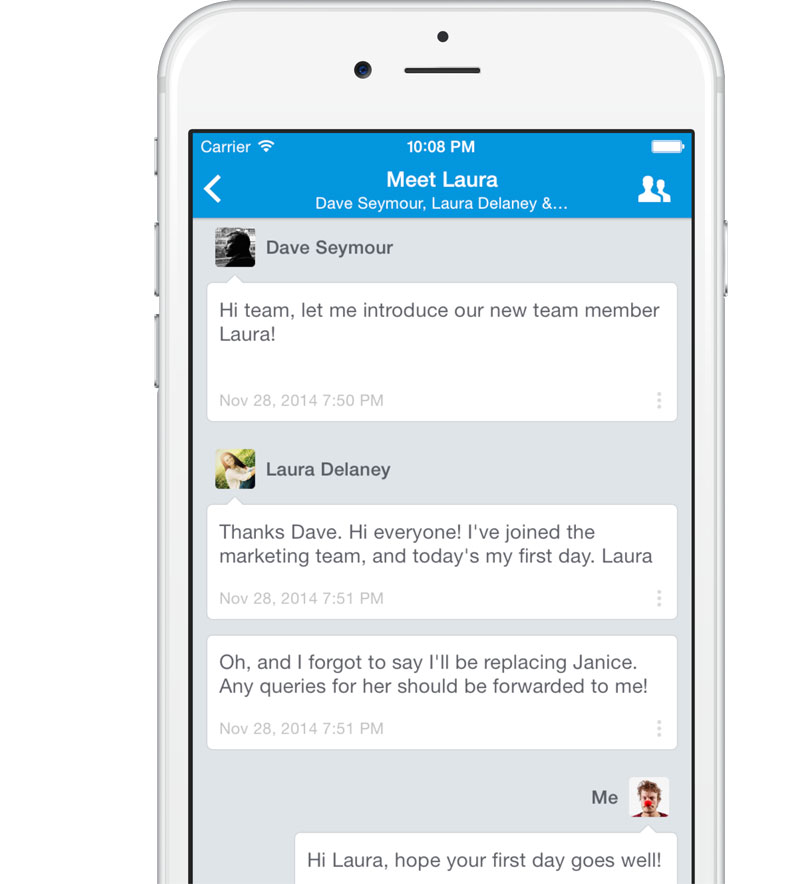 Carrier 10:08 PM
Meet Laura
Dave Seymour, Laura Delaney &...
Dave Seymour
Hi team, let me introduce our new team member
Laura!
Nov 28, 2014 7:50 PM
Laura Delaney
Thanks Dave. Hi everyone! I've joined the
marketing team, and today's my first day. Laura
Nov 28, 2014 7:51 PM
Oh, and I forgot to say I'll be replacing Janice.
Any queries for her should be forwarded to me!
Nov 28, 2014 7:51 PM
Me
Hi Laura, hope your first day goes well!